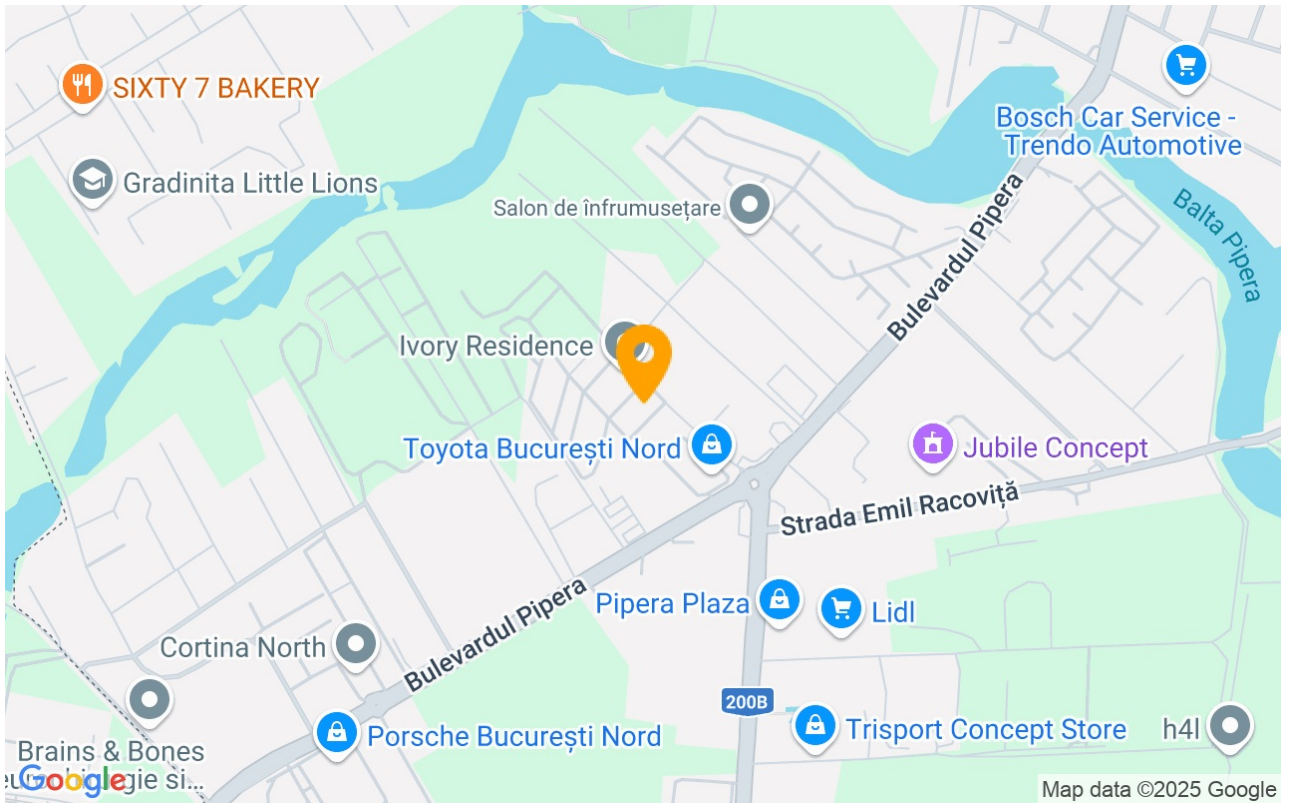 SIXTY 7 BAKERY
Bosch Car Service -
Trendo Automotive
Gradinita Little Lions
Salon de înfrumusețare
Balta Pipera
Bulevardul Pipera
Ivory Residence
Toyota București Nord
Jubile Concept
Strada Emil Racoviță
Bulevardul Pipera
Pipera Plaza
Lidl
Cortina North
200B
Porsche București Nord
Trisport Concept Store
h4l
Brains & Bones
gie si...
Google
Map data ©2025 Google